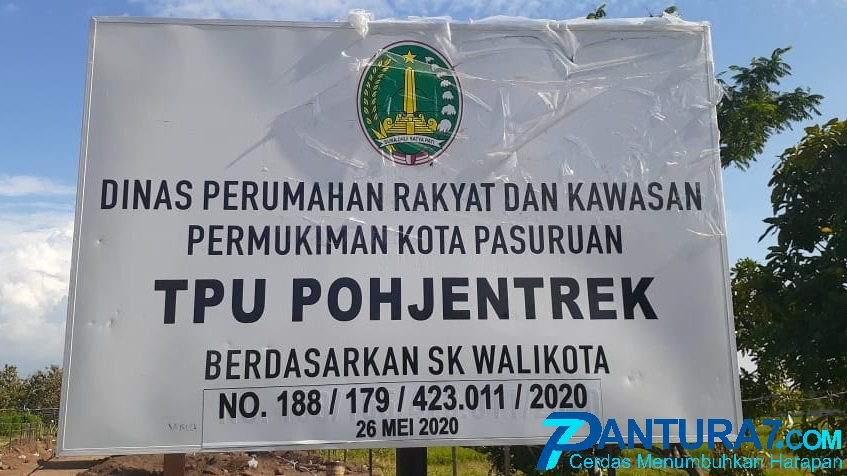 DINAS PERUMAHAN RAKYAT DAN KAWASAN
PERMUKIMAN KOTA PASURUAN
TPU POHJENTREK
BERDASARKAN SK WALIKOTA
NO. 188 / 179 / 423.011 / 2020
26 MEI 2020
PANTURA7.COM
Cerdas Menumbuhkan Harapan